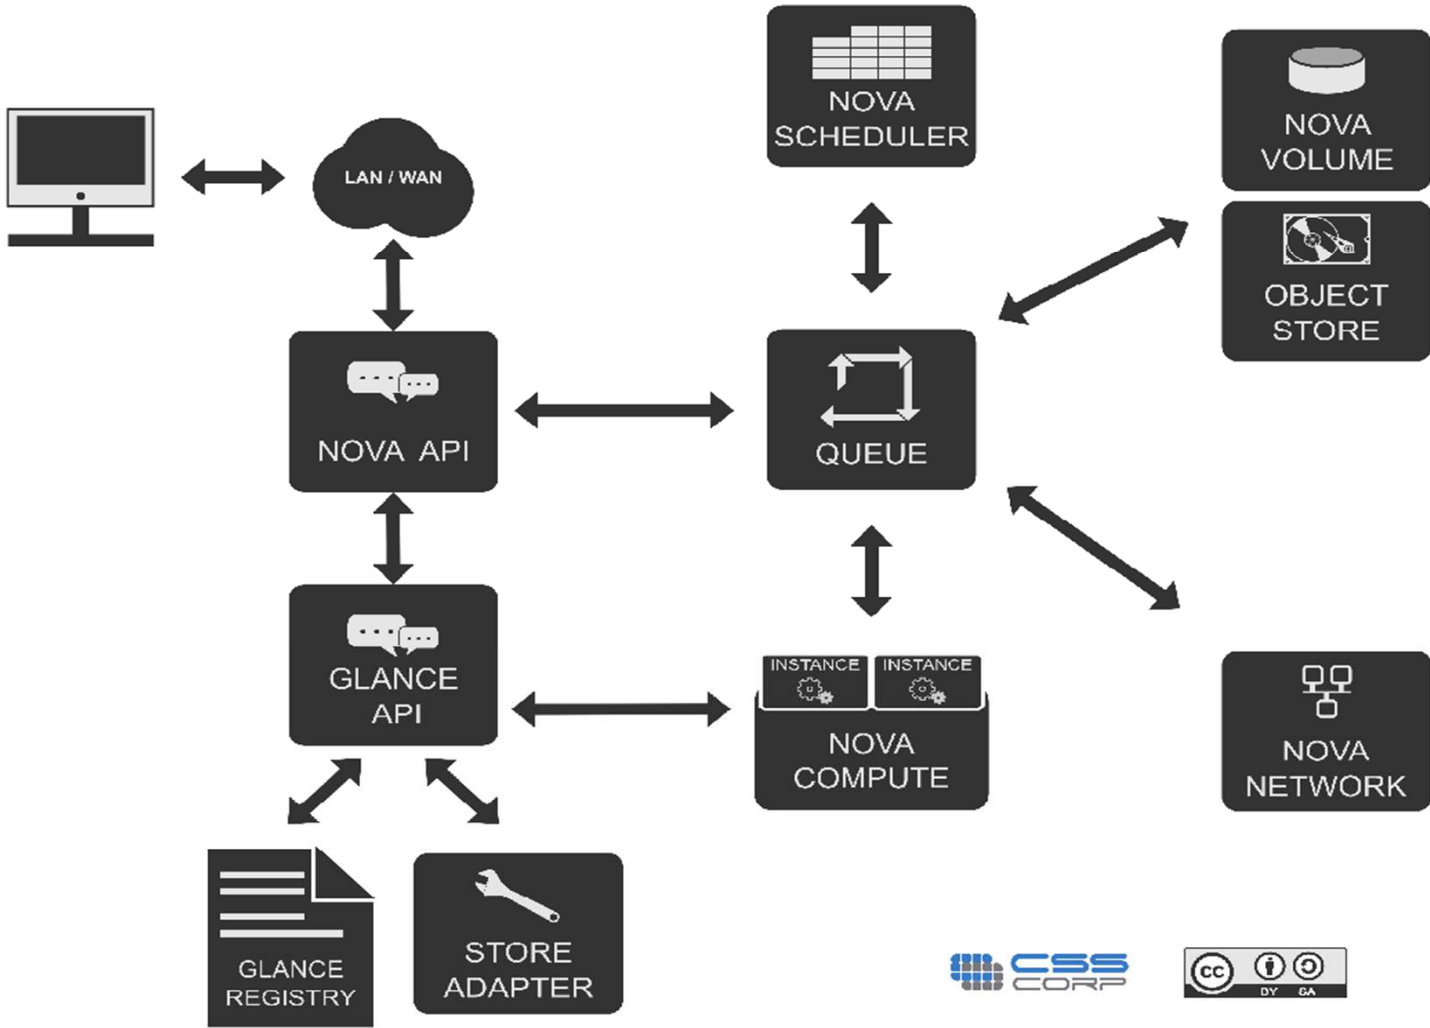 NOVA
SCHEDULER
NOVA
VOLUME
LAN / WAN
OBJECT
STORE
NOVA API
QUEUE
INSTANCE
INSTANCE
GLANCE
API
NOVA
COMPUTE
NOVA
NETWORK
GLANCE
REGISTRY
STORE
ADAPTER
CSS
CORP
cc
BY SA